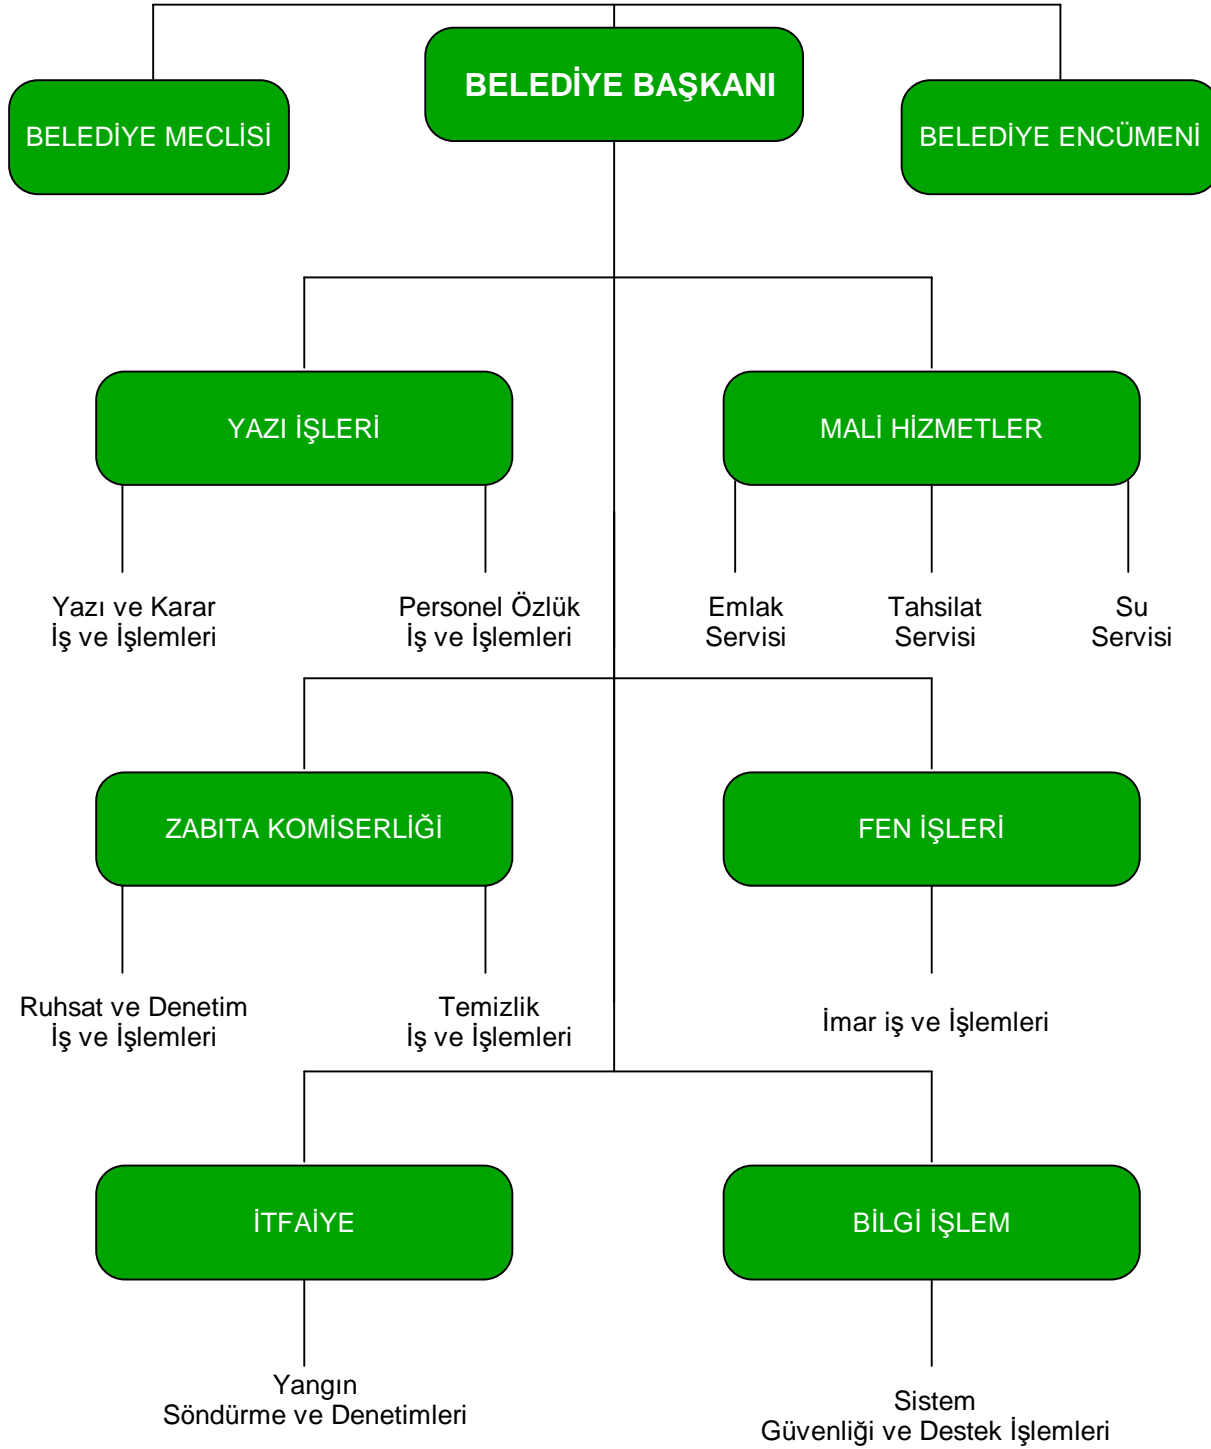 BELEDİYE BAŞKANI
BELEDİYE MECLİSİ
BELEDİYE ENCÜMENİ
YAZI İŞLERİ
MALİ HİZMETLER
Yazı ve Karar
İş ve İşlemleri
Personel Özlük
İş ve İşlemleri
Emlak
Servisi
Tahsilat
Servisi
Su
Servisi
ZABITA KOMİSERLİĞİ
FEN İŞLERİ
Ruhsat ve Denetim
İş ve İşlemleri
Temizlik
İş ve İşlemleri
İmar iş ve İşlemleri
İTFAİYE
BİLGİ İŞLEM
Yangın
Söndürme ve Denetimleri
Sistem
Güvenliği ve Destek İşlemleri